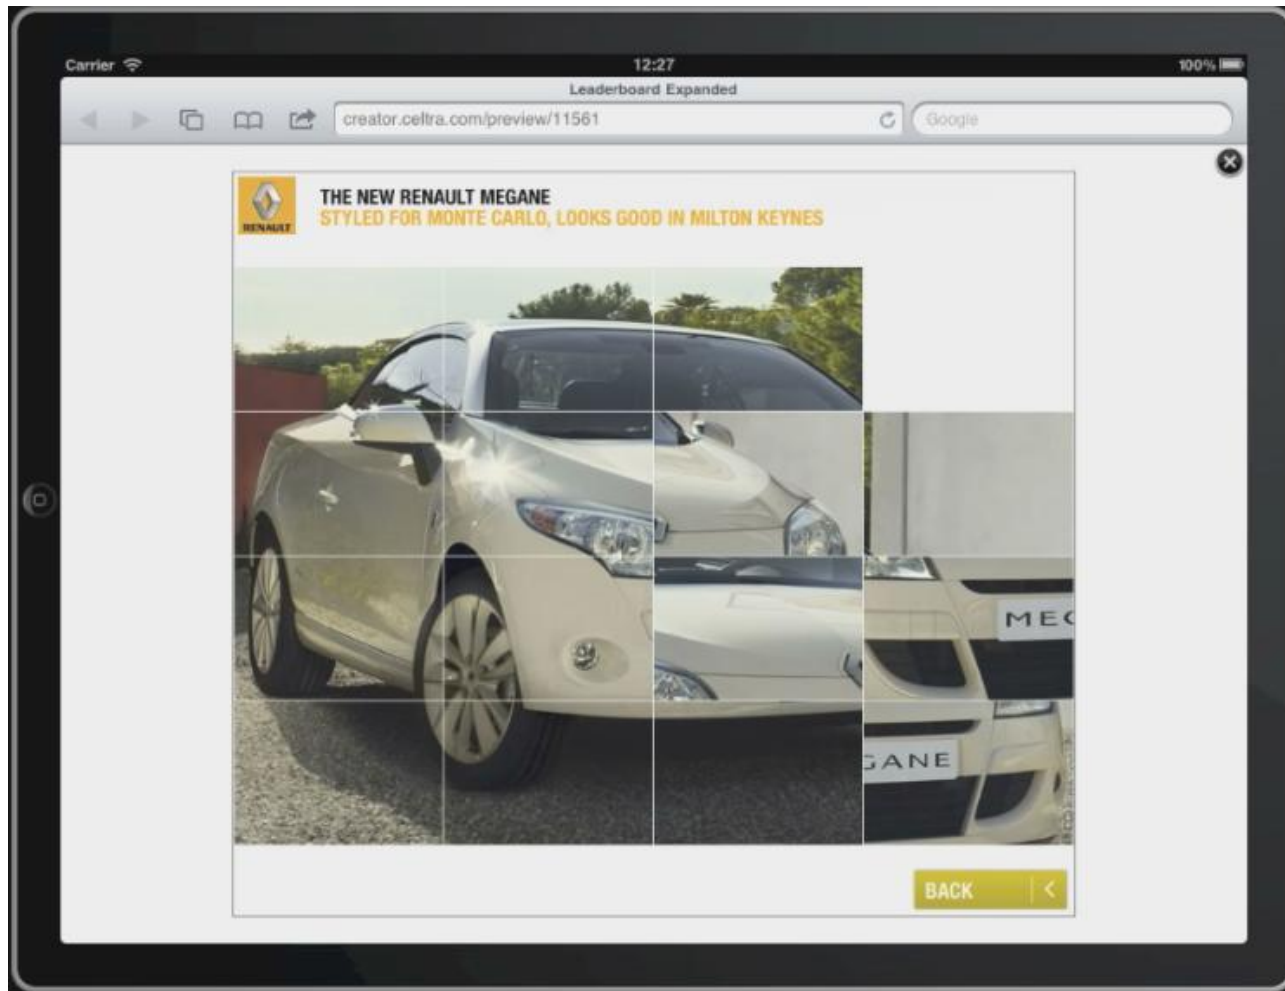 Carrier
12:27
100%
Leaderboard Expanded
creator.celtra.com/preview/11561
Google
RENAULT
THE NEW RENAULT MEGANE
STYLED FOR MONTE CARLO, LOOKS GOOD IN MILTON KEYNES
MEG
GANE
BACK